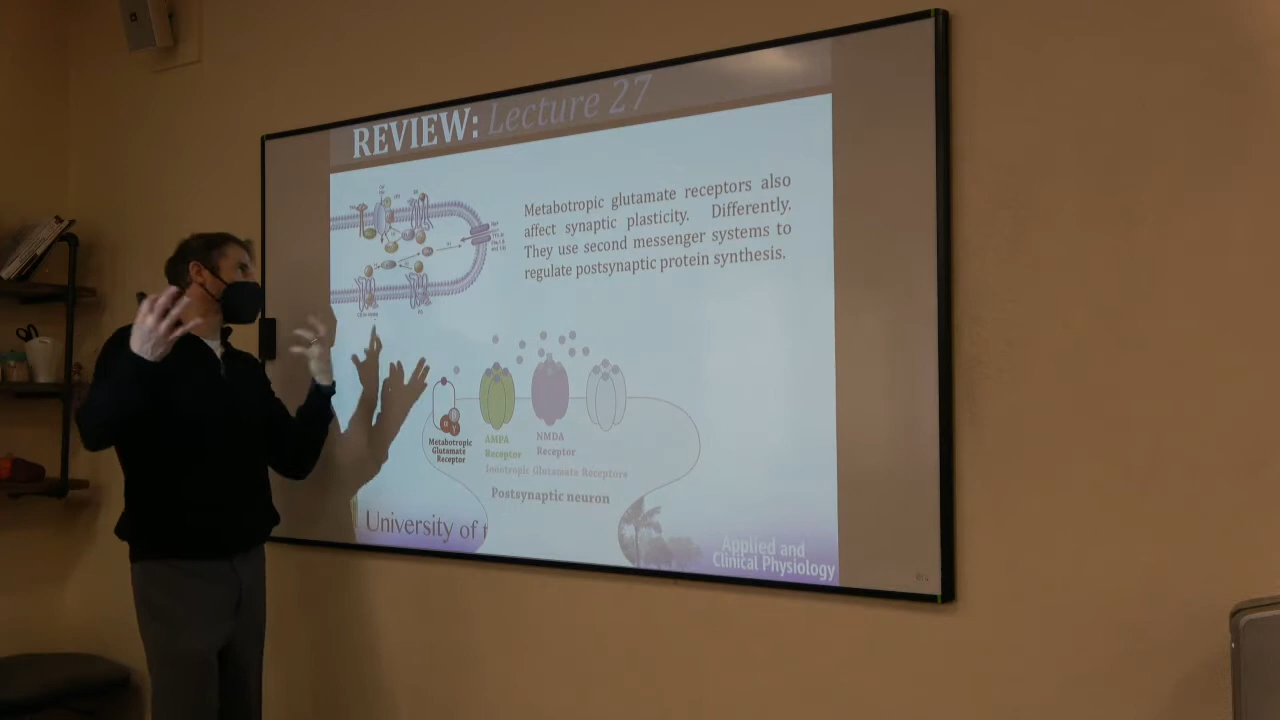 REVIEW: Lecture 27
Metabotropic glutamate receptors also
affect synaptic plasticity. Differently.
They use second messenger systems to
regulate postsynaptic protein synthesis.
Metabotropic
Glutamate
Receptor
AMPA
Receptor
NMDA
Receptor
Ionotropic Glutamate Receptors
Postsynaptic neuron
University of
Applied and
Clinical Physiology